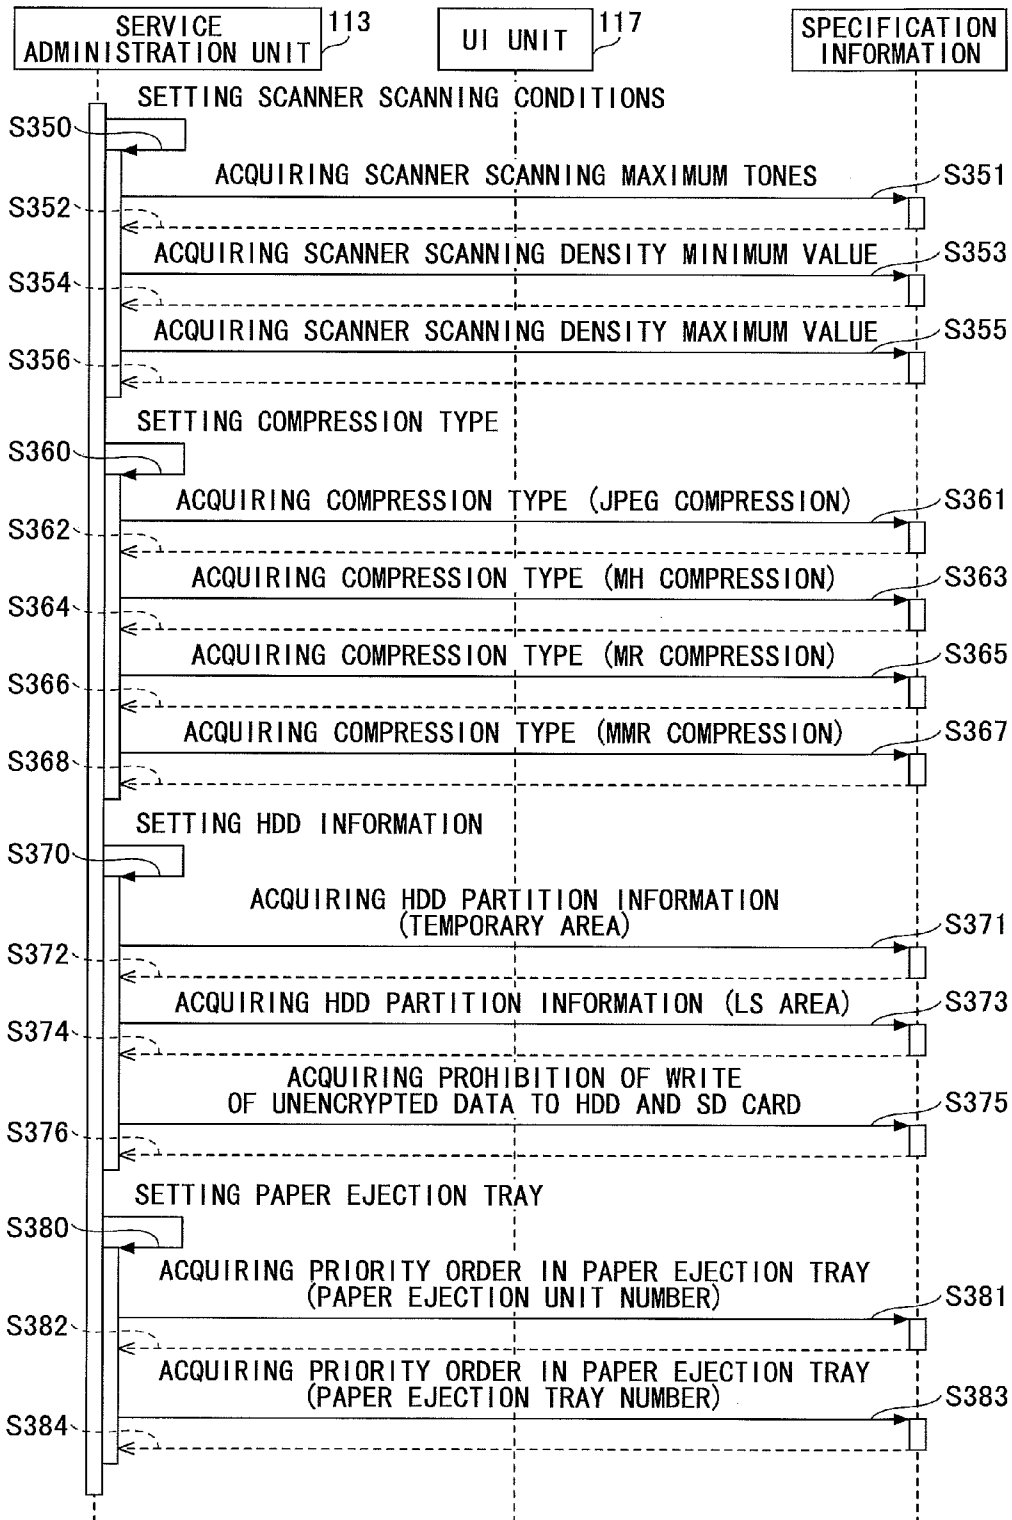 SERVICE
ADMINISTRATION UNIT
113
UI UNIT
117
SPECIFICATION
INFORMATION
SETTING SCANNER SCANNING CONDITIONS
S350
ACQUIRING SCANNER SCANNING MAXIMUM TONES
S351
S352
ACQUIRING SCANNER SCANNING DENSITY MINIMUM VALUE
S353
S354
ACQUIRING SCANNER SCANNING DENSITY MAXIMUM VALUE
S355
S356
SETTING COMPRESSION TYPE
S360
ACQUIRING COMPRESSION TYPE (JPEG COMPRESSION)
S361
S362
ACQUIRING COMPRESSION TYPE (MH COMPRESSION)
S363
S364
ACQUIRING COMPRESSION TYPE (MR COMPRESSION)
S365
S366
ACQUIRING COMPRESSION TYPE (MMR COMPRESSION)
S367
S368
SETTING HDD INFORMATION
S370
ACQUIRING HDD PARTITION INFORMATION
(TEMPORARY AREA)
S371
S372
ACQUIRING HDD PARTITION INFORMATION (LS AREA)
S373
S374
ACQUIRING PROHIBITION OF WRITE
OF UNENCRYPTED DATA TO HDD AND SD CARD
S375
S376
SETTING PAPER EJECTION TRAY
S380
ACQUIRING PRIORITY ORDER IN PAPER EJECTION TRAY
(PAPER EJECTION UNIT NUMBER)
S381
S382
ACQUIRING PRIORITY ORDER IN PAPER EJECTION TRAY
(PAPER EJECTION TRAY NUMBER)
S383
S384